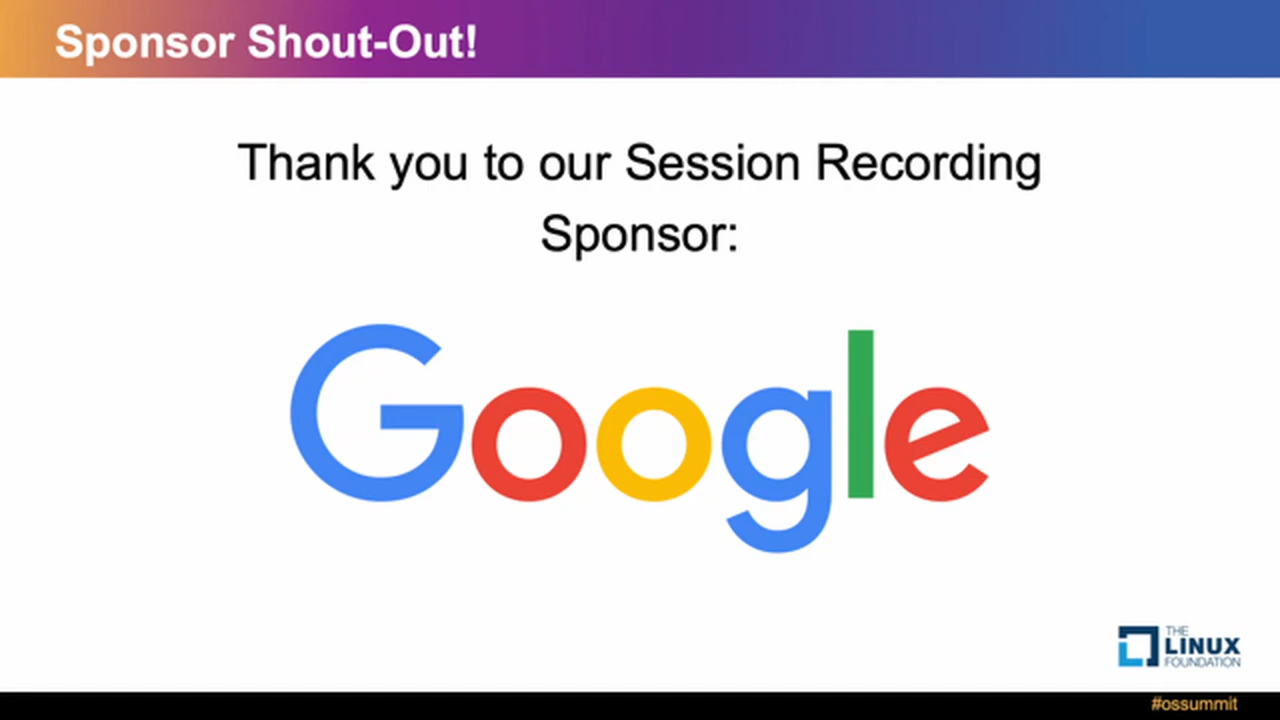 Sponsor Shout-Out!
Thank you to our Session Recording
Sponsor:
Google
THE
LINUX
FOUNDATION
#ossummit